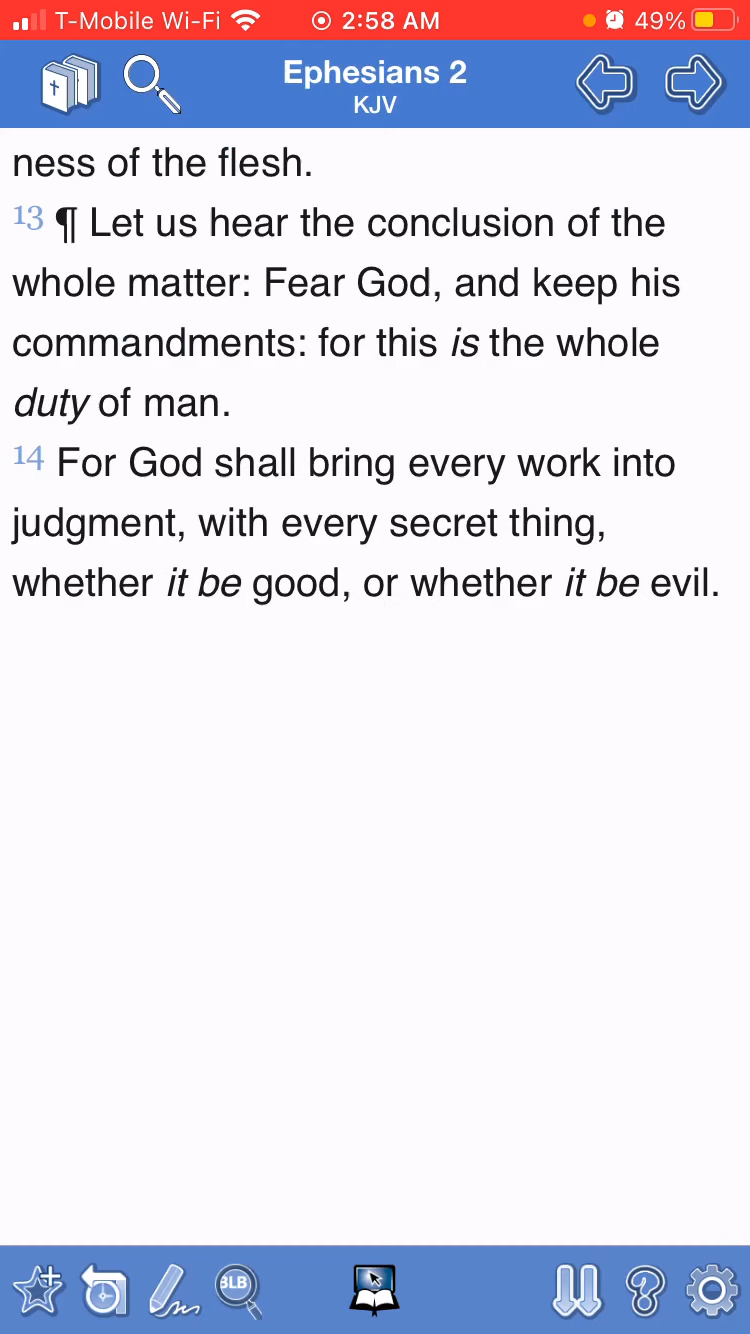 T-Mobile Wi-Fi 2:58 AM 49%
Ephesians 2
KJV
ness of the flesh.
13 ¶ Let us hear the conclusion of the
whole matter: Fear God, and keep his
commandments: for this is the whole
duty of man.
14 For God shall bring every work into
judgment, with every secret thing,
whether it be good, or whether it be evil.
BLB